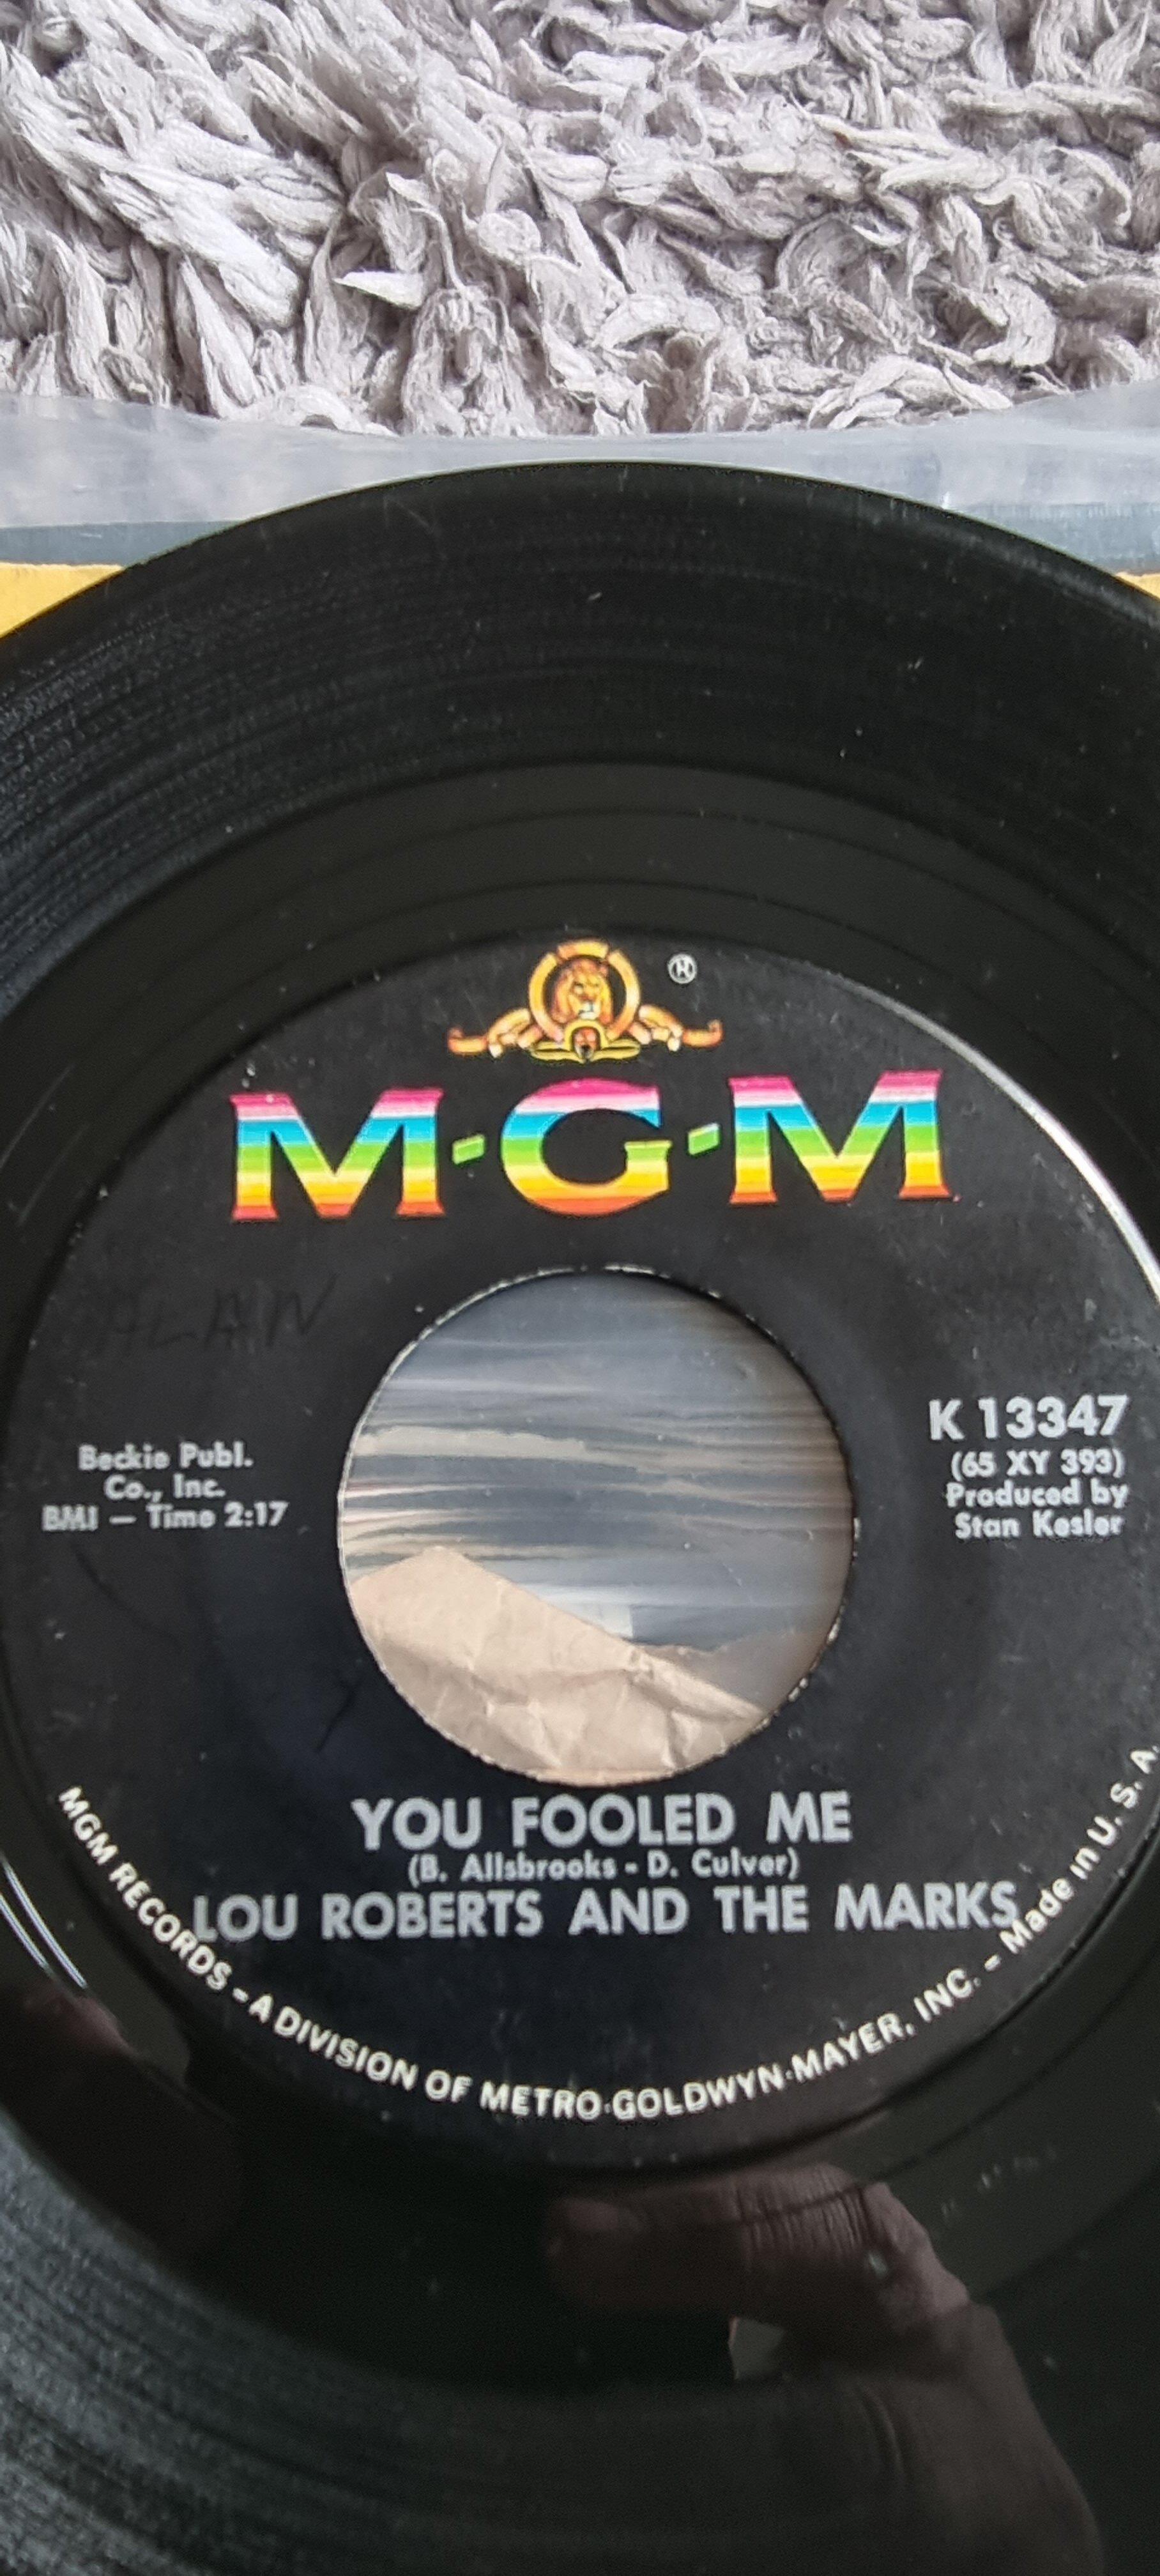 ®
M·G·M
ALAN
Beckie Publ.
Co., Inc.
BMI — Time 2:17
K 13347
(65 XY 393)
Produced by
Stan Kesler
YOU FOOLED ME
(B. Allsbrooks - D. Culver)
LOU ROBERTS AND THE MARKS
MGM RECORDS - A DIVISION OF METRO-GOLDWYN-MAYER, INC. - Made in U. S. A.